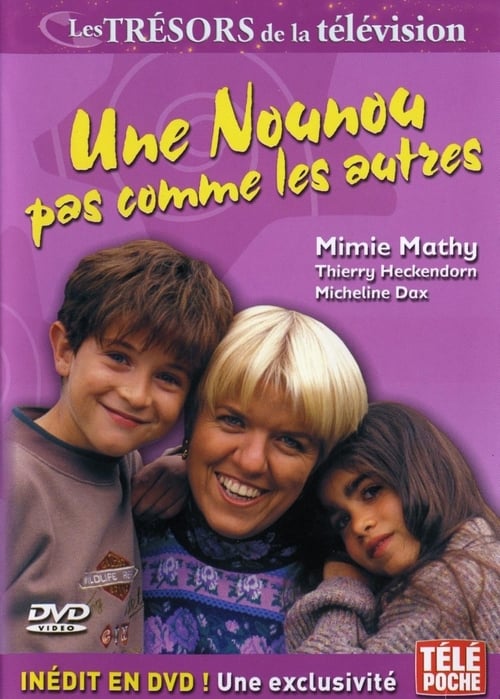 Les TRÉSORS de la télévision
Une Nounou
pas comme les autres
Mimie Mathy
Thierry Heckendorn
Micheline Dax
WILDLIFE
DVD
VIDEO
TÉLÉ
POCHE
INÉDIT EN DVD ! Une exclusivité